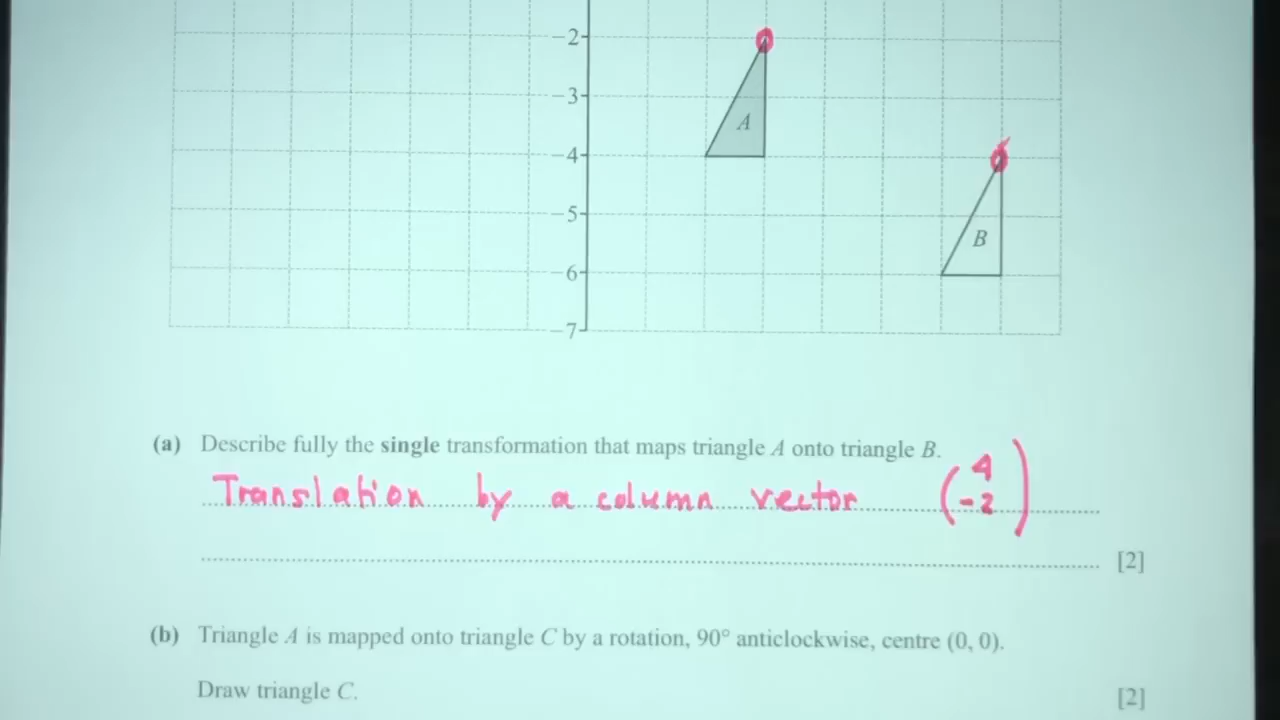 -2
A
-3
-4
-5
B
-6
-7
(a) Describe fully the single transformation that maps triangle A onto triangle B.
Translation by a column vector (4
-2)
[2]
(b) Triangle A is mapped onto triangle C by a rotation, 90° anticlockwise, centre (0, 0).
Draw triangle C.
[2]